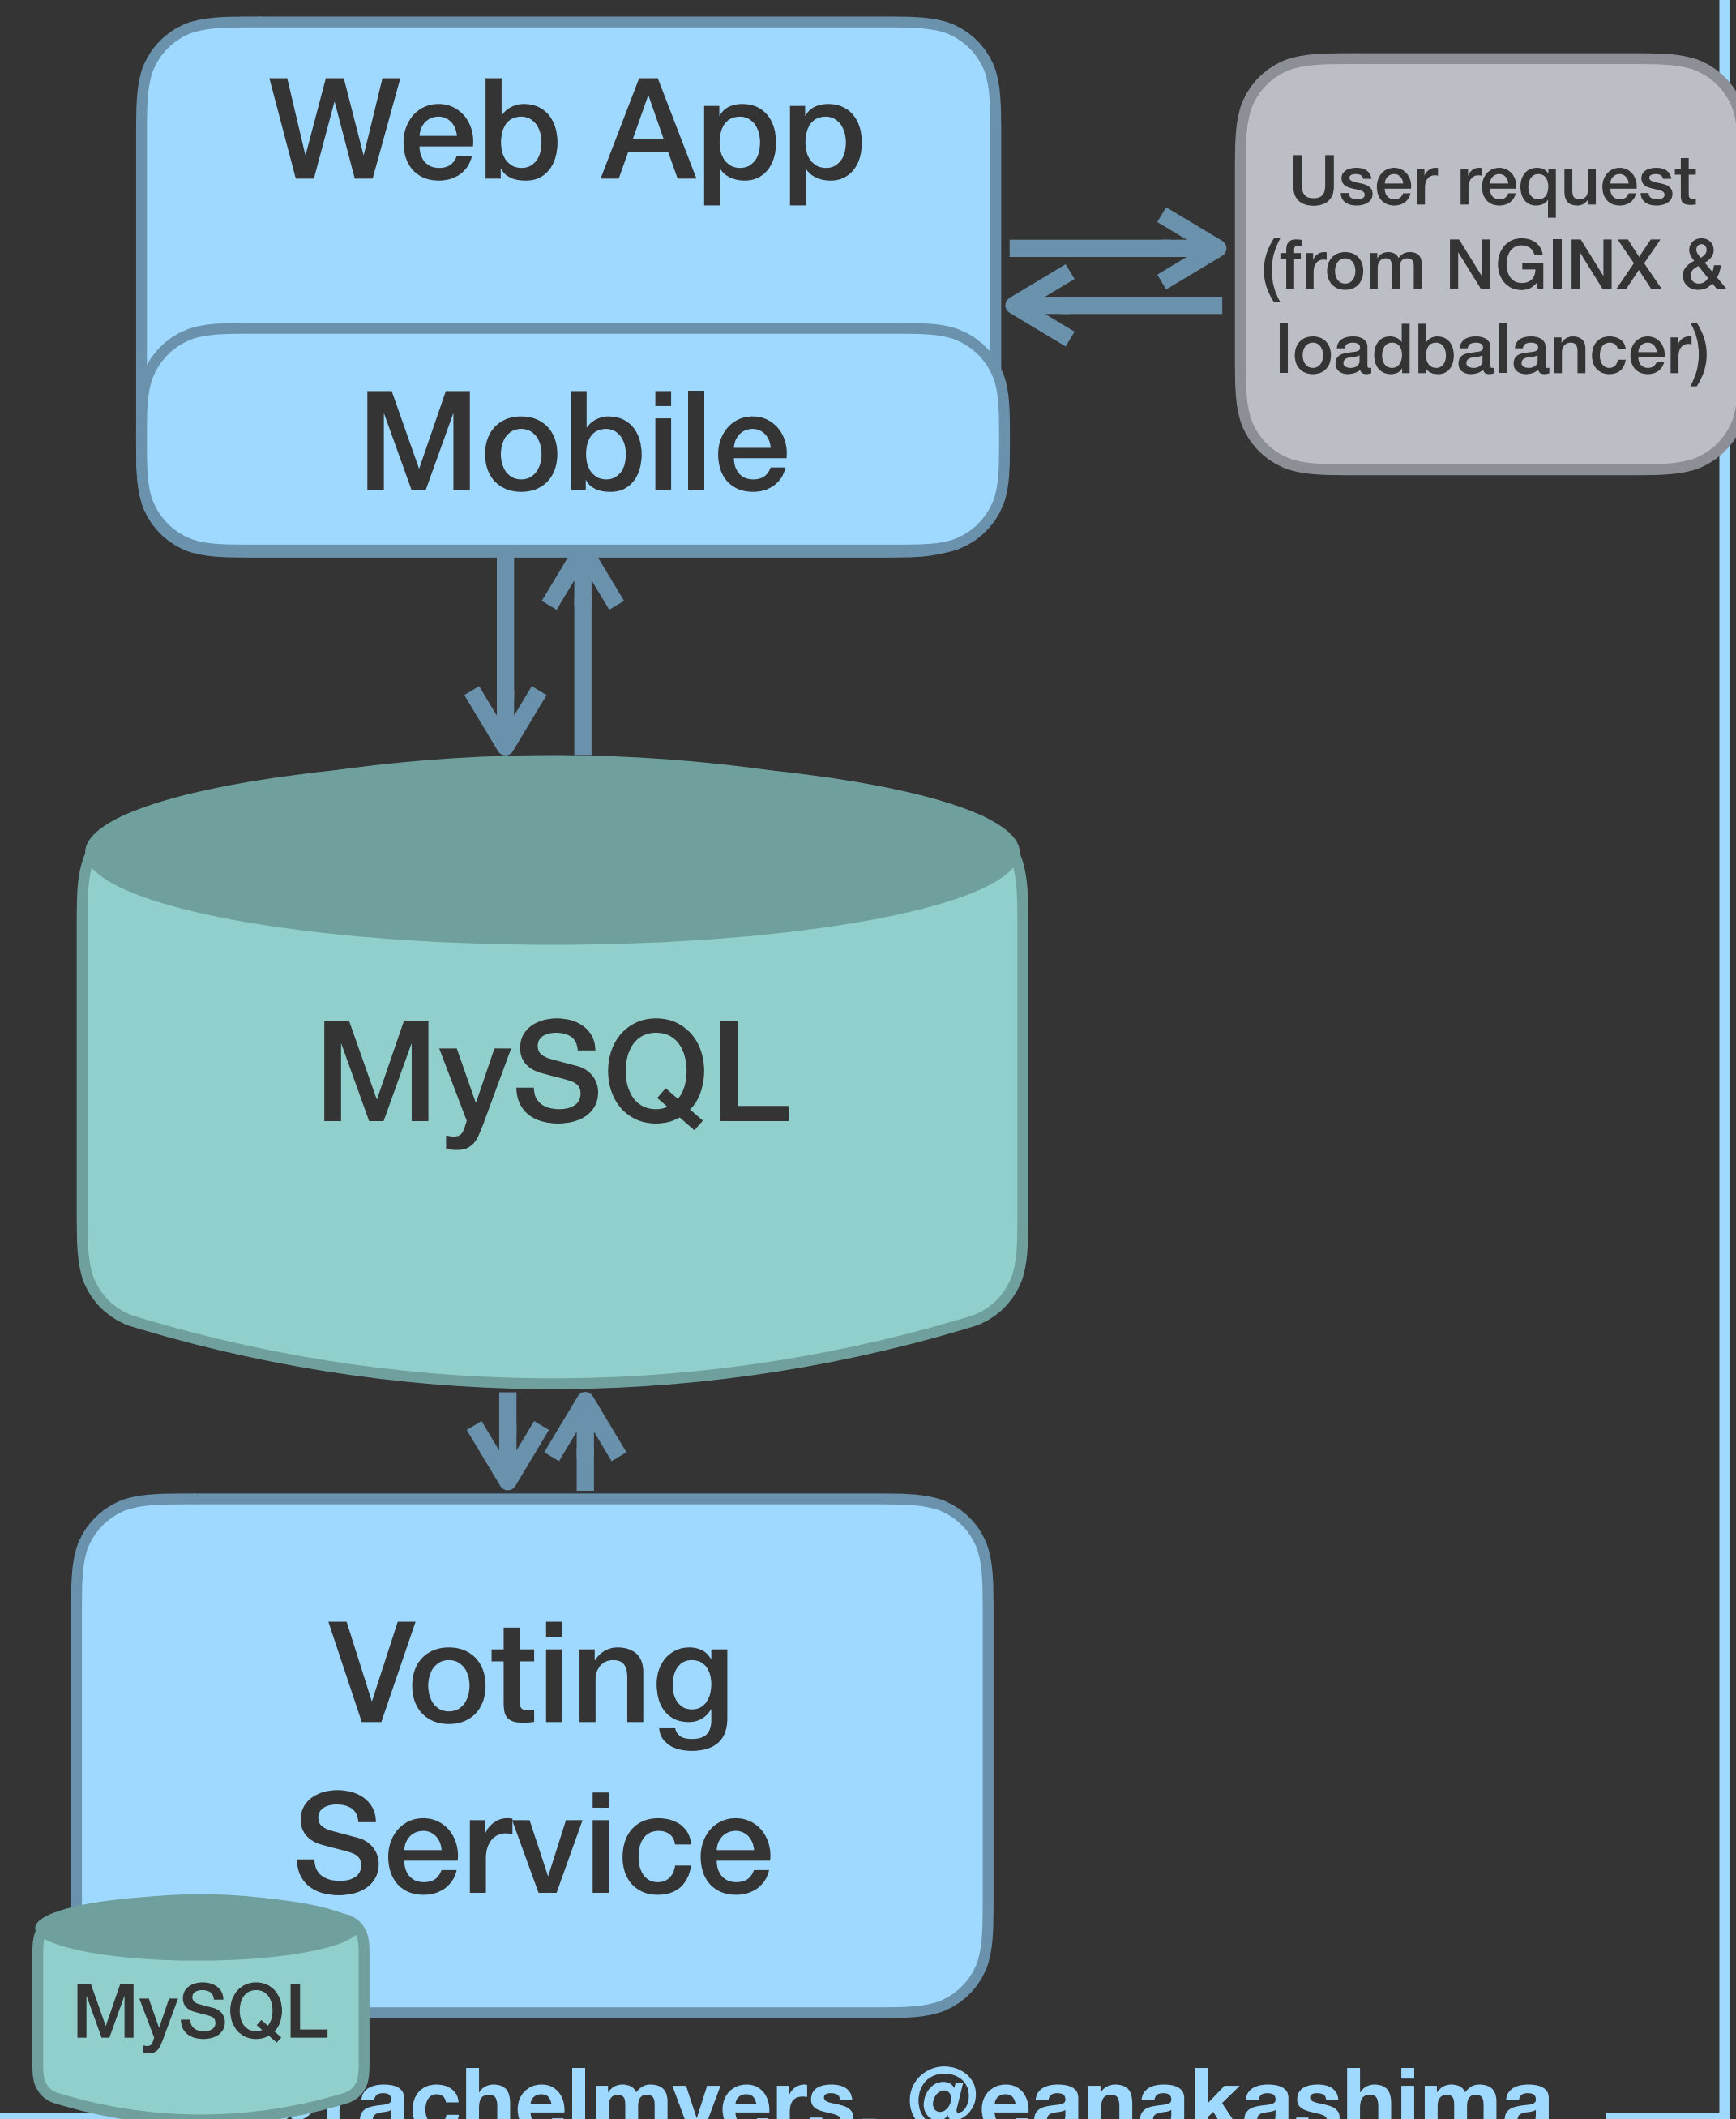 Web App
User request
(from NGINX &
loadbalancer)
Mobile
MySQL
Voting
Service
MySQL
@eanakashima